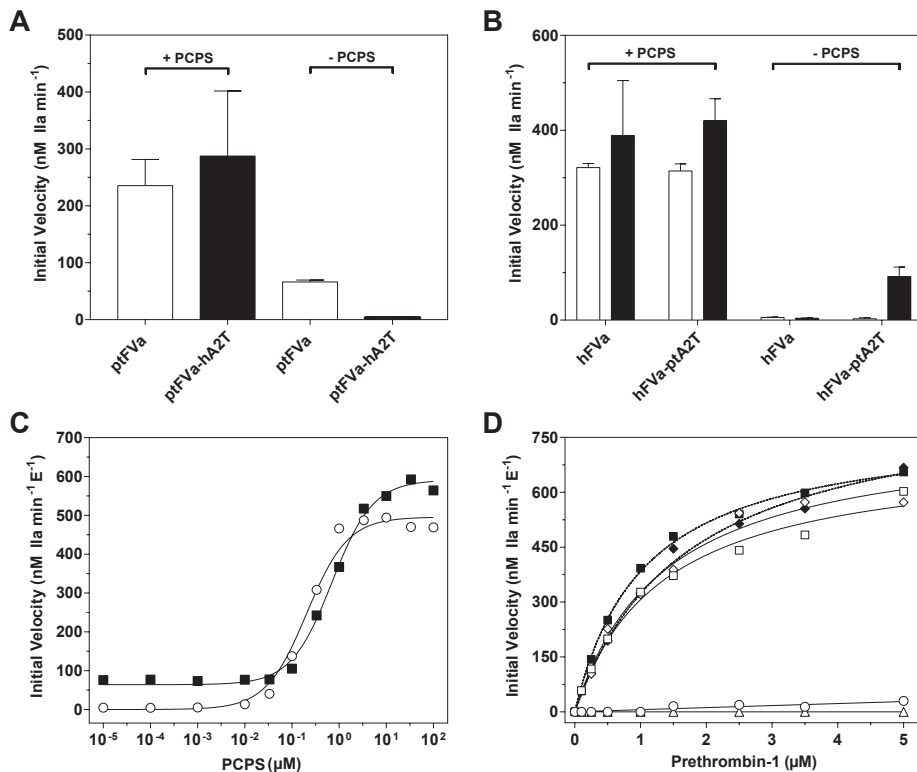 A
Initial Velocity (nM IIa min⁻¹)
500
400
300
200
100
0
+ PCPS
- PCPS
ptFVa
ptFVa-hA2T
ptFVa
ptFVa-hA2T
B
Initial Velocity (nM IIa min⁻¹)
600
400
200
0
+ PCPS
- PCPS
hFVa
hFVa-ptA2T
hFVa
hFVa-ptA2T
C
Initial Velocity (nM IIa min⁻¹ E⁻¹)
700
600
500
400
300
200
100
0
10⁻⁵ 10⁻⁴ 10⁻³ 10⁻² 10⁻¹ 10⁰ 10¹ 10²
PCPS (µM)
D
Initial Velocity (nM IIa min⁻¹ E⁻¹)
750
600
450
300
150
0
0 1 2 3 4 5
Prethrombin-1 (µM)